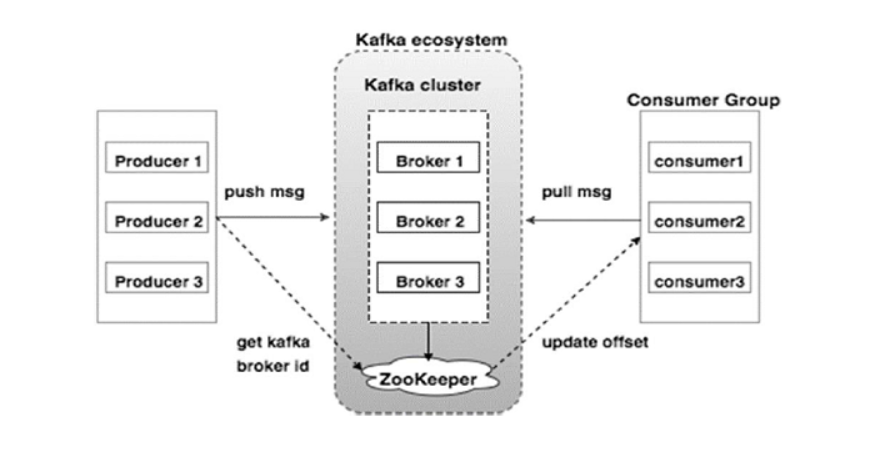 Kafka ecosystem
Kafka cluster
Consumer Group
Producer 1
Broker 1
consumer1
push msg
pull msg
Producer 2
Broker 2
consumer2
Producer 3
Broker 3
consumer3
get kafka
broker id
update offset
ZooKeeper